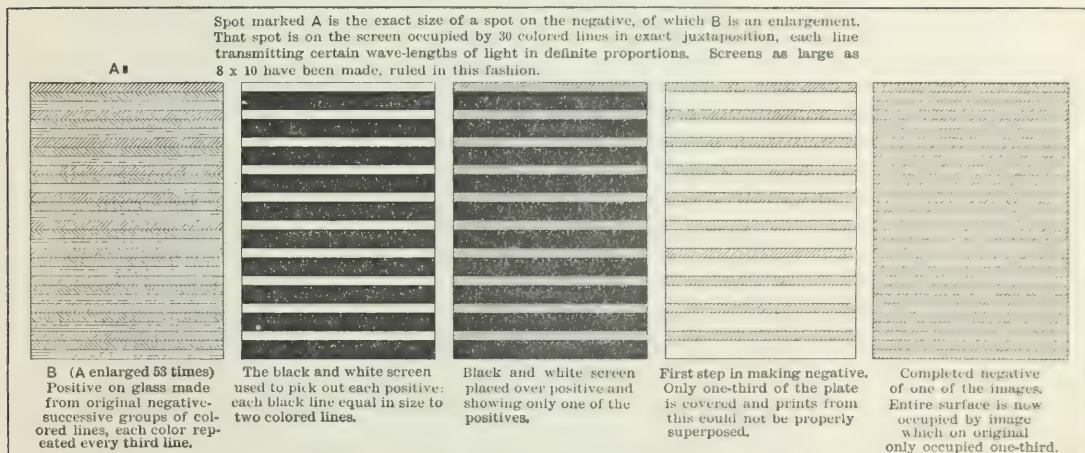 Spot marked A is the exact size of a spot on the negative, of which B is an enlargement.
That spot is on the screen occupied by 30 colored lines in exact juxtaposition, each line
transmitting certain wave-lengths of light in definite proportions. Screens as large as
8 x 10 have been made, ruled in this fashion.
A
B (A enlarged 53 times)
Positive on glass made
from original negative-
successive groups of col-
ored lines, each color rep-
eated every third line.
The black and white screen
used to pick out each positive:
each black line equal in size to
two colored lines.
Black and white screen
placed over positive and
showing only one of the
positives.
First step in making negative.
Only one-third of the plate
is covered and prints from
this could not be properly
superposed.
Completed negative
of one of the images.
Entire surface is now
occupied by image
which on original
only occupied one-third.